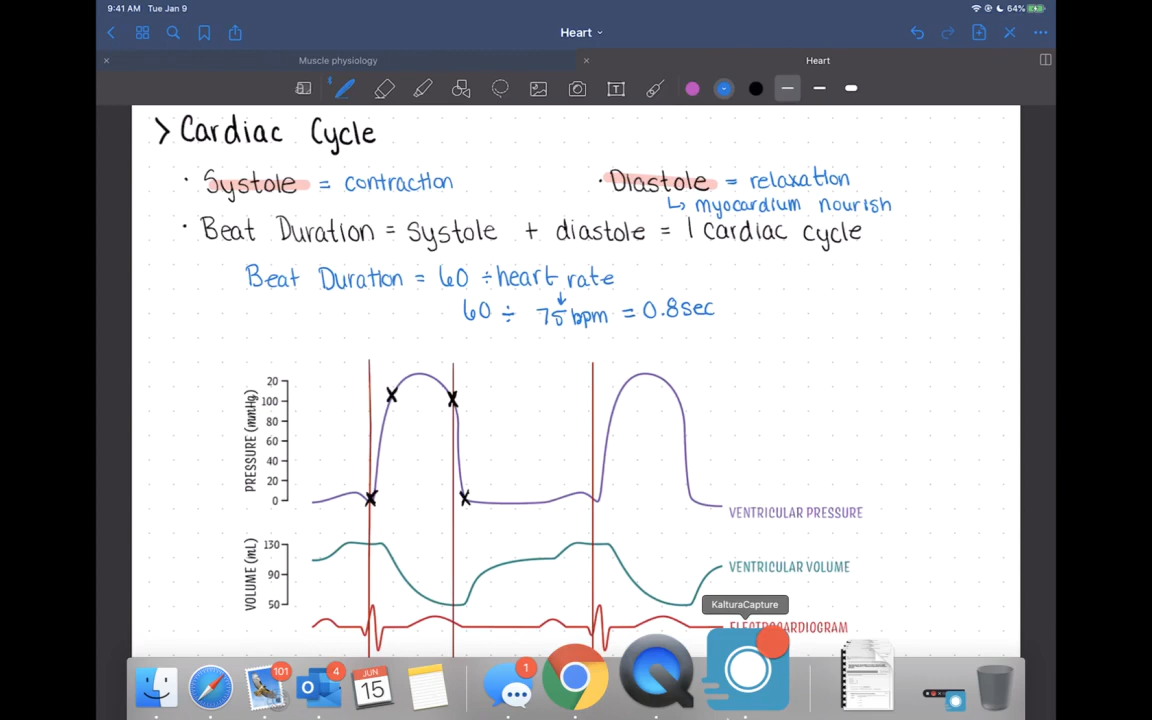 9:41 AM Tue Jan 9
64%
Heart
Muscle physiology
Heart
> Cardiac Cycle
· Systole = contraction
· Diastole = relaxation
↳ myocardium nourish
· Beat Duration = systole + diastole = 1 cardiac cycle
Beat Duration = 60 ÷ heart rate
60 ÷ 75 bpm = 0.8sec
PRESSURE (mmHg)
20
100
80
60
40
20
0
VENTRICULAR PRESSURE
VOLUME (mL)
130
90
50
VENTRICULAR VOLUME
KalturaCapture
ELECTROCARDIOGRAM
101
4
JUN
15
1